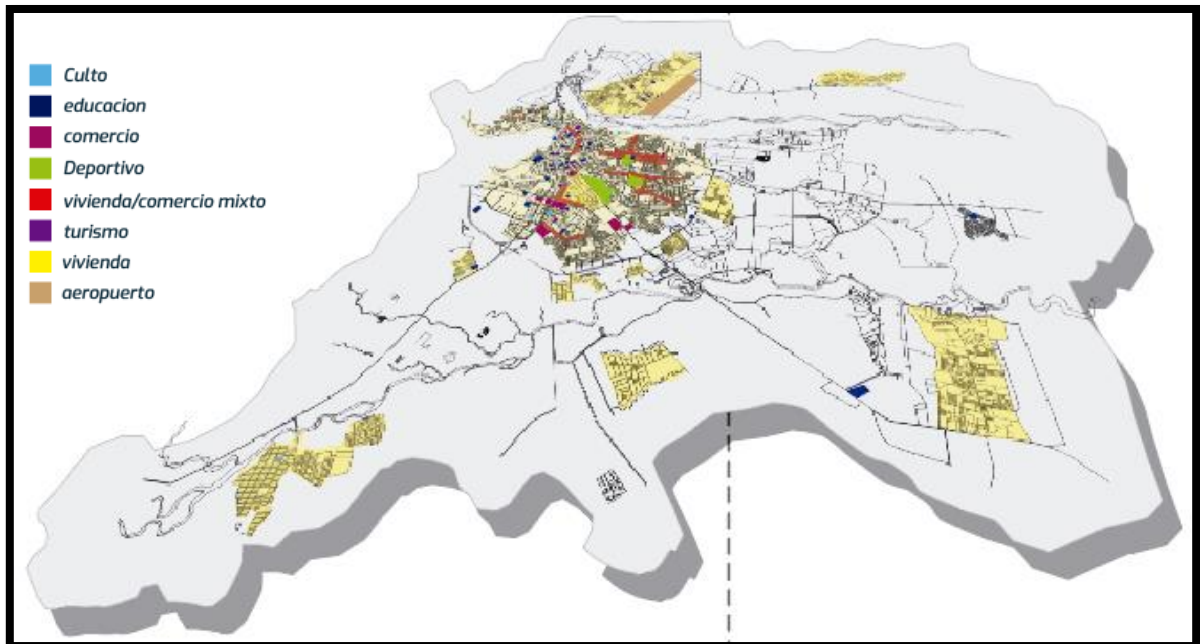 Culto
educacion
comercio
Deportivo
vivienda/comercio mixto
turismo
vivienda
aeropuerto